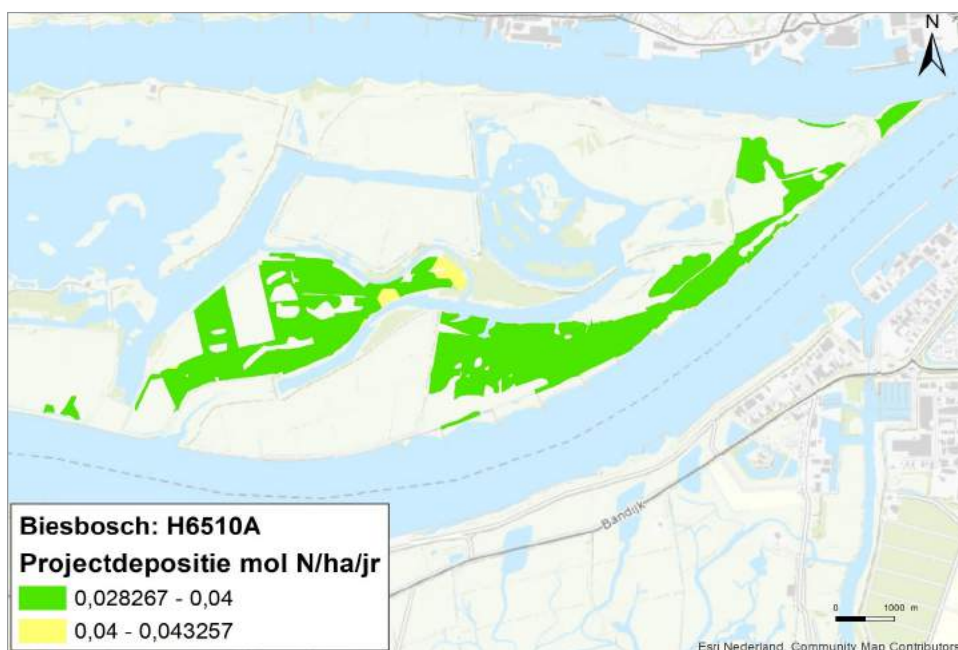 N
Bandijk
Biesbosch: H6510A
Projectdepositie mol N/ha/jr
0,028267 - 0,04
0,04 - 0,043257
0 1000 m
Esri Nederland, Community Map Contributors